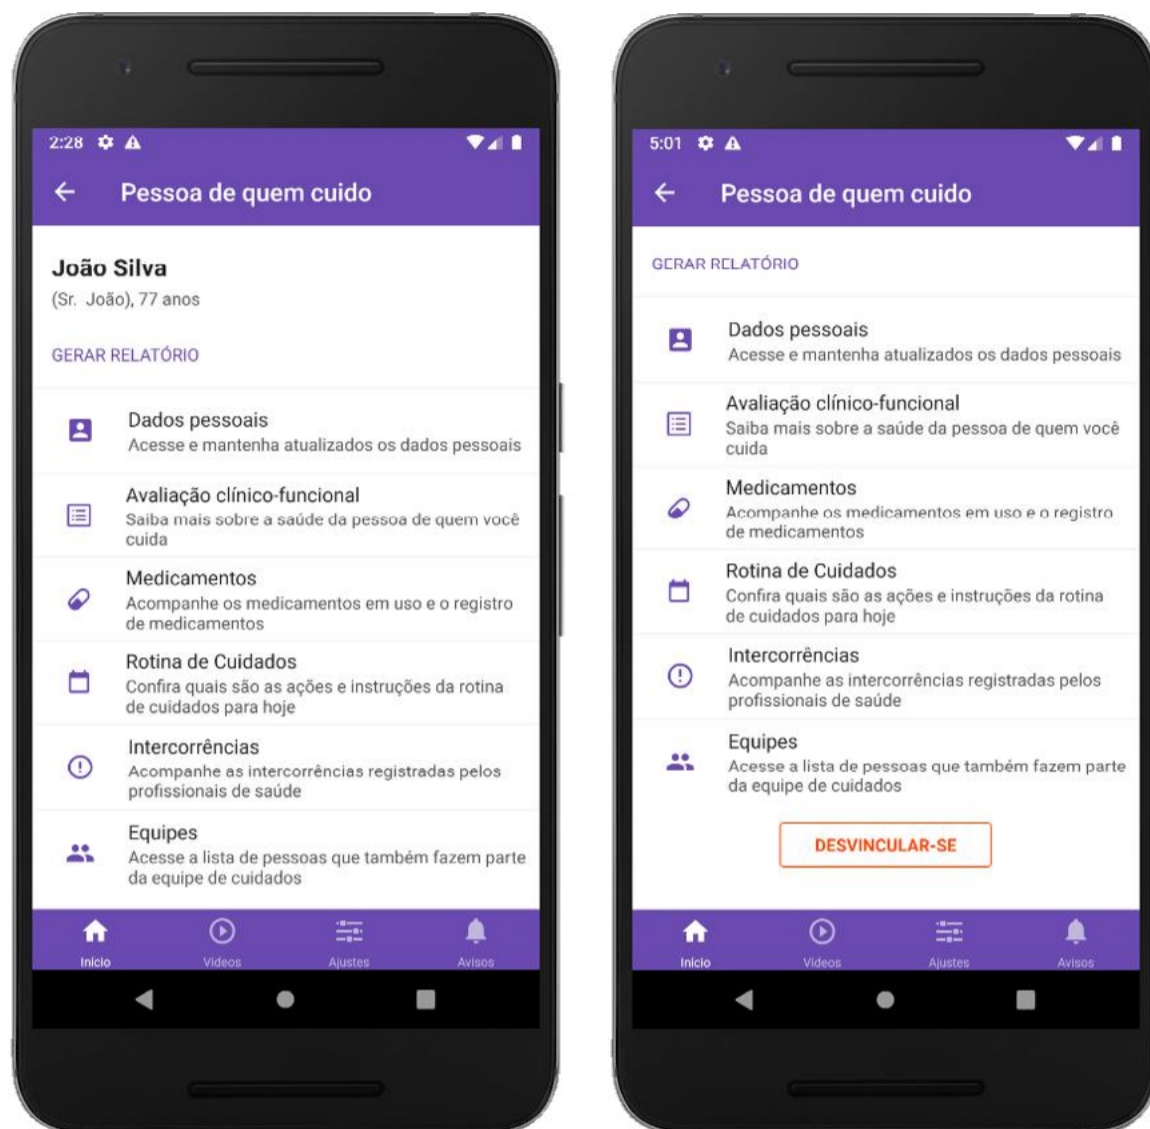 2:28
Pessoa de quem cuido
João Silva
(Sr. João), 77 anos
GERAR RELATÓRIO
Dados pessoais
Acesse e mantenha atualizados os dados pessoais
Avaliação clínico-funcional
Saiba mais sobre a saúde da pessoa de quem você
cuida
Medicamentos
Acompanhe os medicamentos em uso e o registro
de medicamentos
Rotina de Cuidados
Confira quais são as ações e instruções da rotina
de cuidados para hoje
Intercorrências
Acompanhe as intercorrências registradas pelos
profissionais de saúde
Equipes
Acesse a lista de pessoas que também fazem parte
da equipe de cuidados
Início Videos Ajustes Avisos
5:01
Pessoa de quem cuido
GERAR RELATÓRIO
Dados pessoais
Acesse e mantenha atualizados os dados pessoais
Avaliação clínico-funcional
Saiba mais sobre a saúde da pessoa de quem você
cuida
Medicamentos
Acompanhe os medicamentos em uso e o registro
de medicamentos
Rotina de Cuidados
Confira quais são as ações e instruções da rotina
de cuidados para hoje
Intercorrências
Acompanhe as intercorrências registradas pelos
profissionais de saúde
Equipes
Acesse a lista de pessoas que também fazem parte
da equipe de cuidados
DESVINCULAR-SE
Início Videos Ajustes Avisos